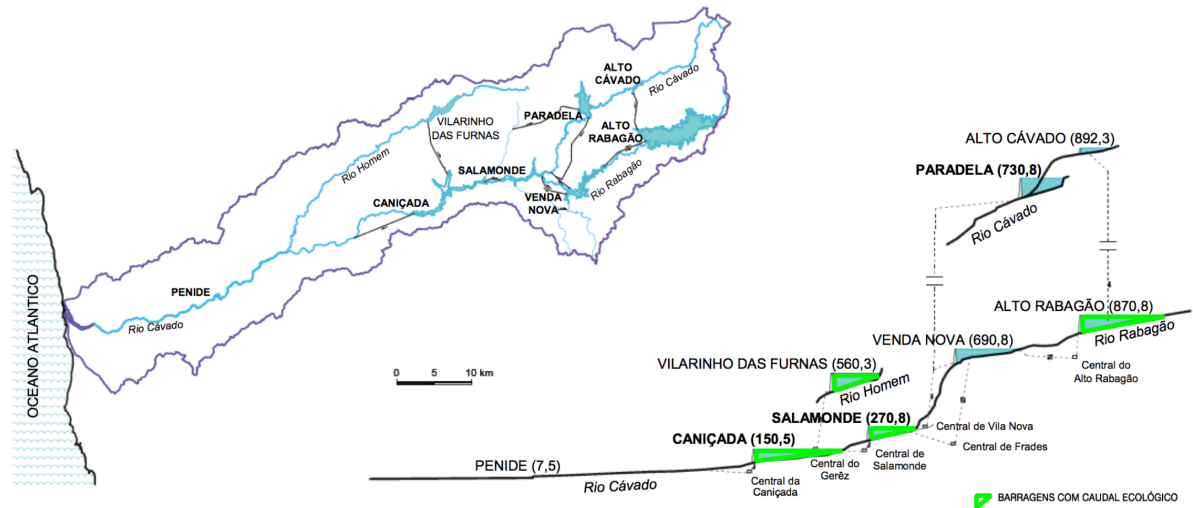 ALTO
CÁVADO
Rio Cávado
VILARINHO
DAS FURNAS
PARADELA
ALTO
RABAGÃO
Rio Homem
SALAMONDE
Rio Rabagão
CANIÇADA
VENDA
NOVA
PENIDE
Rio Cávado
OCEANO ATLANTICO
0 5 10 km
ALTO CÁVADO (892,3)
PARADELA (730,8)
Rio Cávado
ALTO RABAGÃO (870,8)
Rio Rabagão
VENDA NOVA (690,8)
Central do
Alto Rabagão
VILARINHO DAS FURNAS (560,3)
Rio Homem
SALAMONDE (270,8)
Central de Vila Nova
Central de Frades
CANIÇADA (150,5)
Central de
Salamonde
Central do
Gerêz
PENIDE (7,5)
Central da
Caniçada
Rio Cávado
BARRAGENS COM CAUDAL ECOLÓGICO